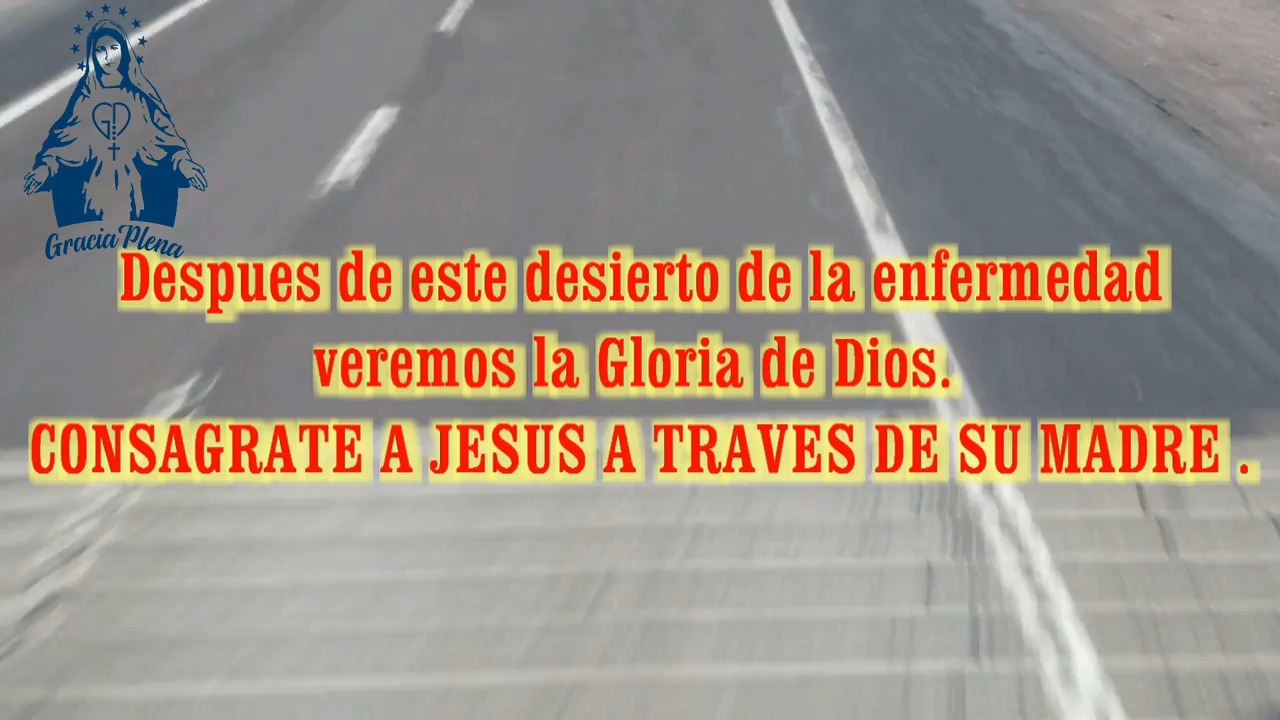 Gracia Plena
Despues de este desierto de la enfermedad
veremos la Gloria de Dios.
CONSAGRATE A JESUS A TRAVES DE SU MADRE .